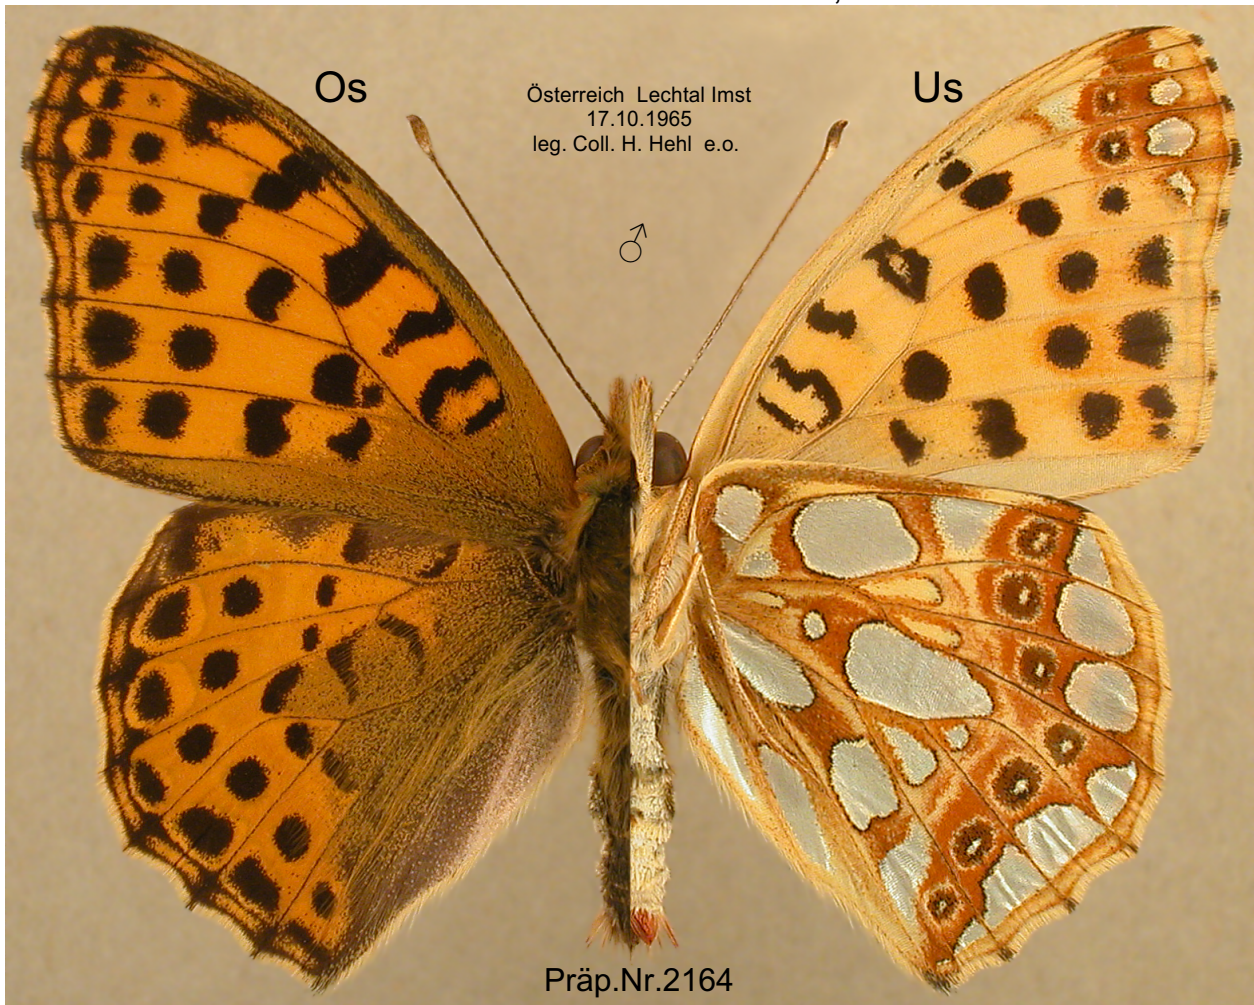 Os
Us
Österreich Lechtal Imst
17.10.1965
leg. Coll. H. Hehl e.o.
♂
Präp.Nr.2164